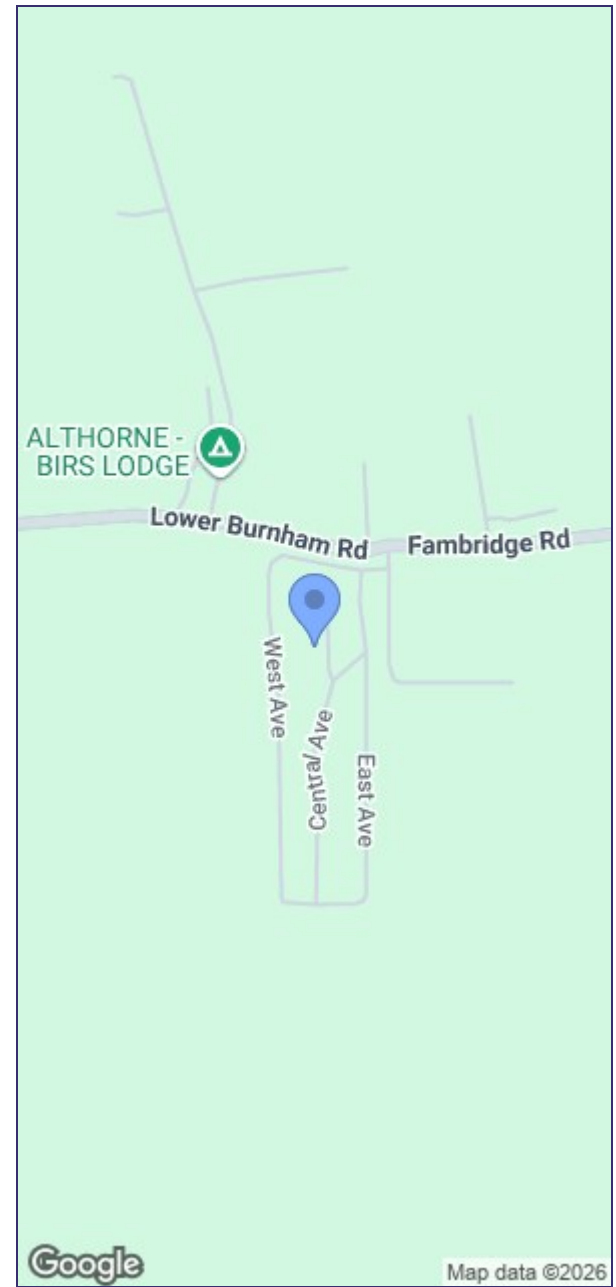 ALTHORNE -
BIRS LODGE
Lower Burnham Rd
Fambridge Rd
West Ave
Central Ave
East Ave
Google
Map data ©2026